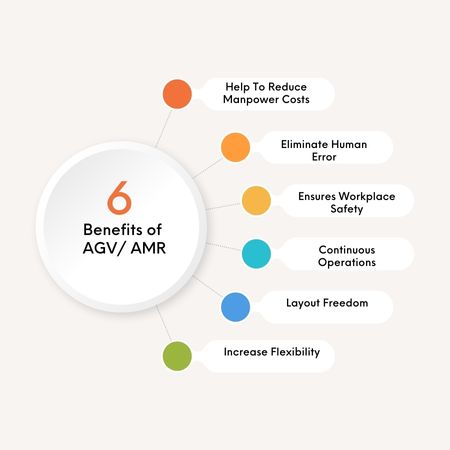 6
Benefits of
AGV/ AMR
Help To Reduce
Manpower Costs
Eliminate Human
Error
Ensures Workplace
Safety
Continuous
Operations
Layout Freedom
Increase Flexibility